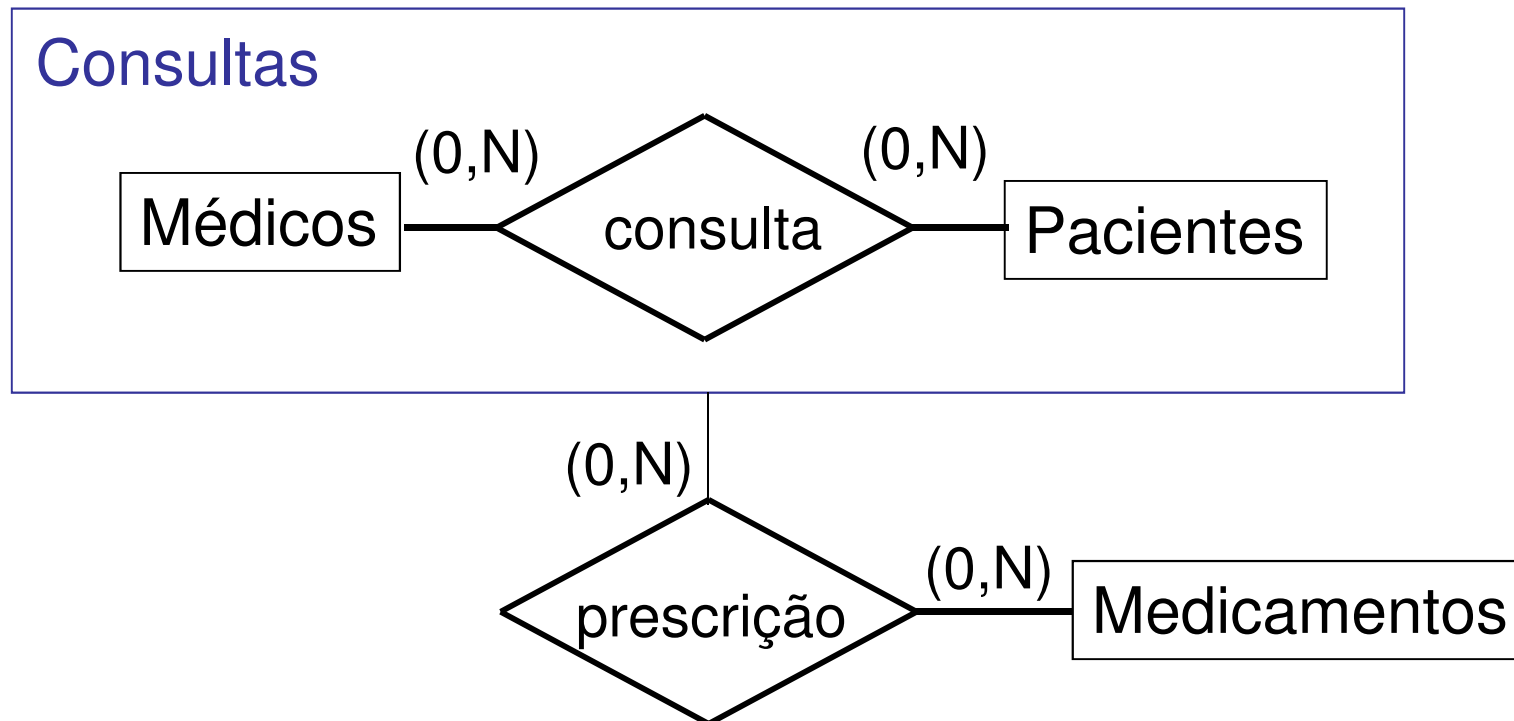 Consultas
(0,N) (0,N)
Médicos consulta Pacientes
(0,N)
(0,N)
prescrição Medicamentos